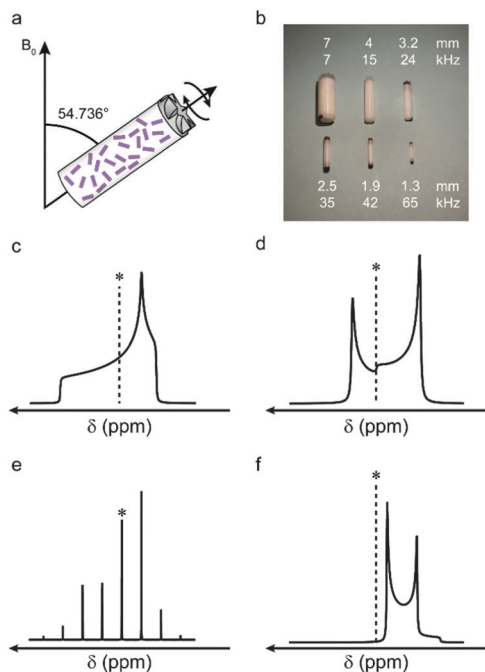 a
B₀
54.736°
b
7 4 3.2 mm
7 15 24 kHz
2.5 1.9 1.3 mm
35 42 65 kHz
c
*
δ (ppm)
d
*
δ (ppm)
e
*
δ (ppm)
f
*
δ (ppm)